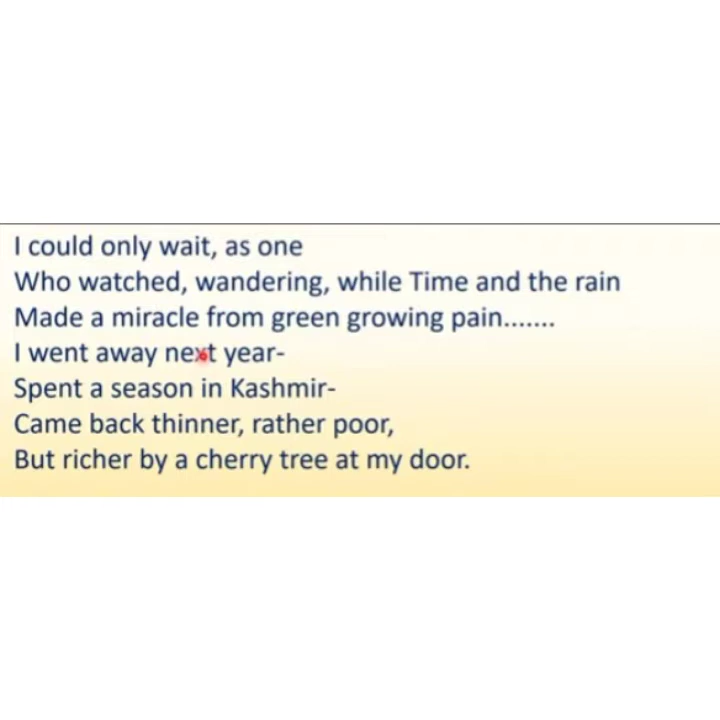 I could only wait, as one
Who watched, wandering, while Time and the rain
Made a miracle from green growing pain.......
I went away next year-
Spent a season in Kashmir-
Came back thinner, rather poor,
But richer by a cherry tree at my door.